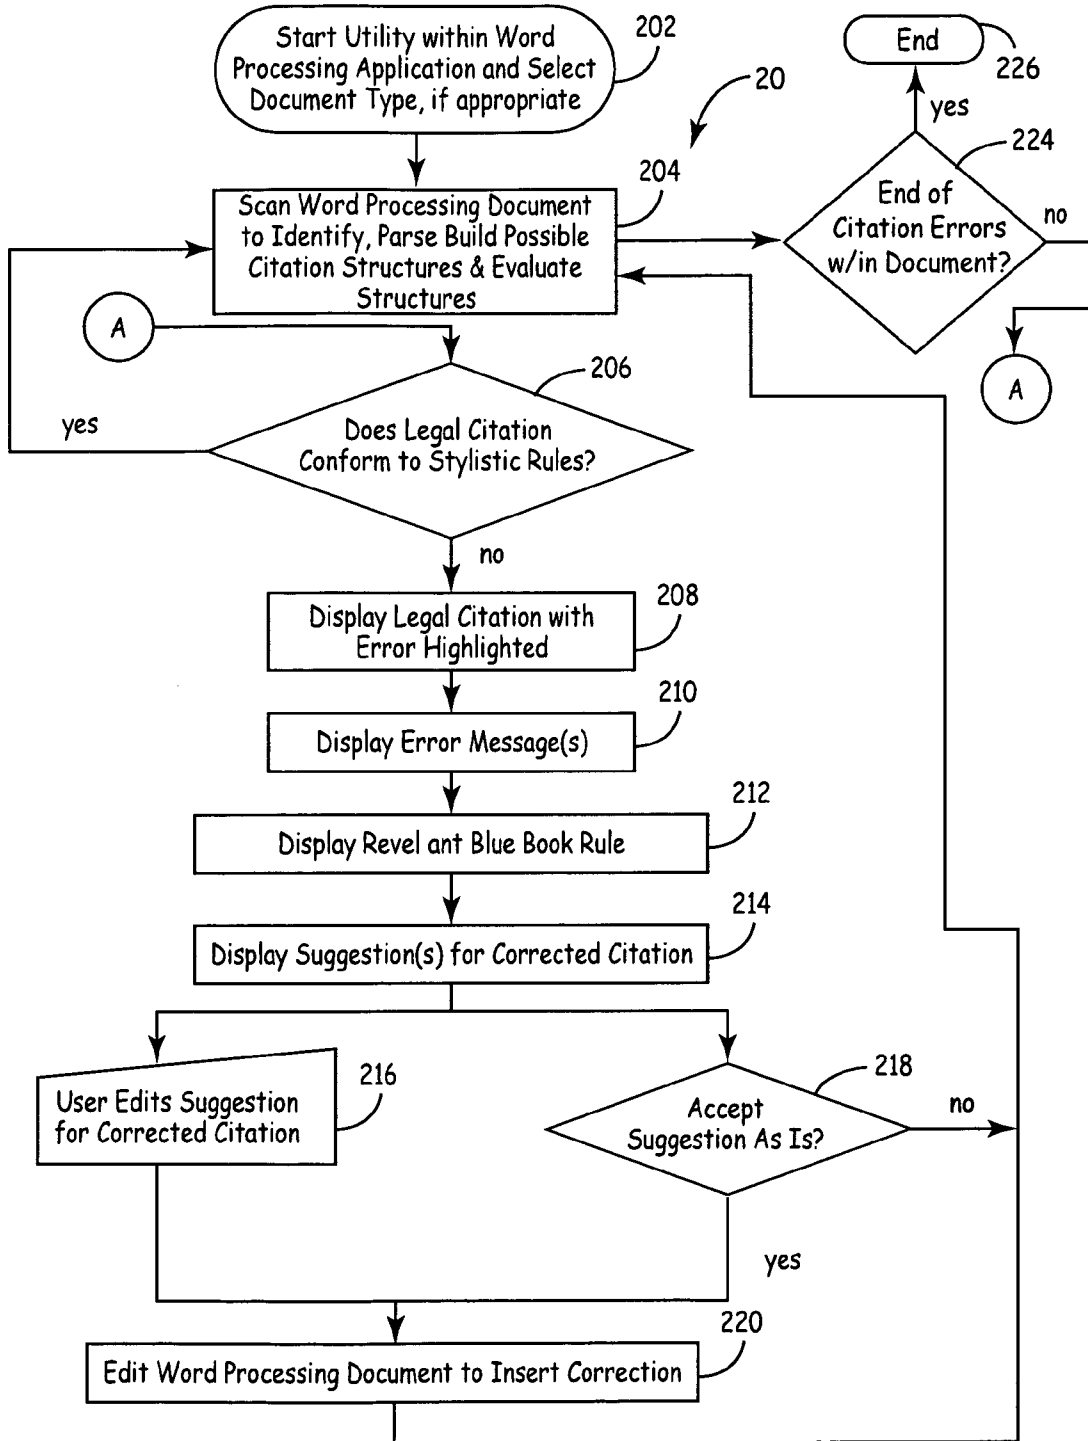 Start Utility within Word
Processing Application and Select
Document Type, if appropriate
202
20
End
226
yes
224
End of
Citation Errors
w/in Document?
no
A
204
Scan Word Processing Document
to Identify, Parse Build Possible
Citation Structures & Evaluate
Structures
A
206
yes
Does Legal Citation
Conform to Stylistic Rules?
no
208
Display Legal Citation with
Error Highlighted
210
Display Error Message(s)
212
Display Revel ant Blue Book Rule
214
Display Suggestion(s) for Corrected Citation
216
User Edits Suggestion
for Corrected Citation
218
Accept
Suggestion As Is?
no
yes
220
Edit Word Processing Document to Insert Correction